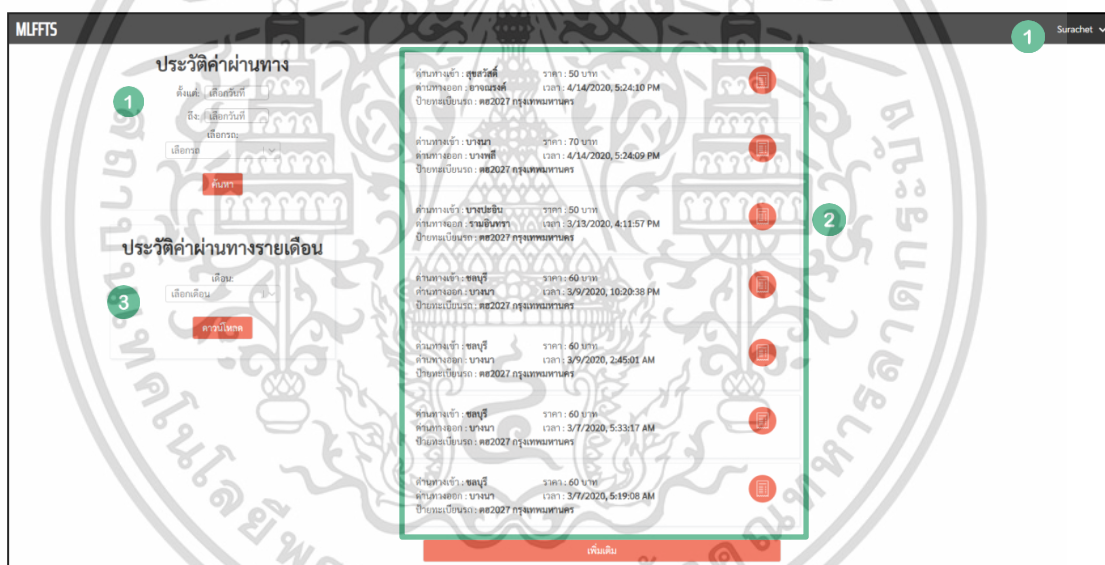 MLFFTS
Surachet
1
ประวัติค่าผ่านทาง
1
ตั้งแต่: เลือกวันที่
ถึง: เลือกวันที่
เลือกรถ:
เลือกรถ
ค้นหา
ประวัติค่าผ่านทางรายเดือน
3
เดือน:
เลือกเดือน
ดาวน์โหลด
2
ด่านทางเข้า : สุขสวัสดิ์ ราคา : 50 บาท
ด่านทางออก : อาจณรงค์ เวลา : 4/14/2020, 5:24:10 PM
ป้ายทะเบียนรถ : ตฮ2027 กรุงเทพมหานคร
ด่านทางเข้า : บางนา ราคา : 70 บาท
ด่านทางออก : บางพลี เวลา : 4/14/2020, 5:24:09 PM
ป้ายทะเบียนรถ : ตฮ2027 กรุงเทพมหานคร
ด่านทางเข้า : บางปะอิน ราคา : 50 บาท
ด่านทางออก : รามอินทรา เวลา : 3/13/2020, 4:11:57 PM
ป้ายทะเบียนรถ : ตฮ2027 กรุงเทพมหานคร
ด่านทางเข้า : ชลบุรี ราคา : 60 บาท
ด่านทางออก : บางนา เวลา : 3/9/2020, 10:20:38 PM
ป้ายทะเบียนรถ : ตฮ2027 กรุงเทพมหานคร
ด่านทางเข้า : ชลบุรี ราคา : 60 บาท
ด่านทางออก : บางนา เวลา : 3/9/2020, 2:45:01 AM
ป้ายทะเบียนรถ : ตฮ2027 กรุงเทพมหานคร
ด่านทางเข้า : ชลบุรี ราคา : 60 บาท
ด่านทางออก : บางนา เวลา : 3/7/2020, 5:33:17 AM
ป้ายทะเบียนรถ : ตฮ2027 กรุงเทพมหานคร
ด่านทางเข้า : ชลบุรี ราคา : 60 บาท
ด่านทางออก : บางนา เวลา : 3/7/2020, 5:19:08 AM
ป้ายทะเบียนรถ : ตฮ2027 กรุงเทพมหานคร
เพิ่มเติม